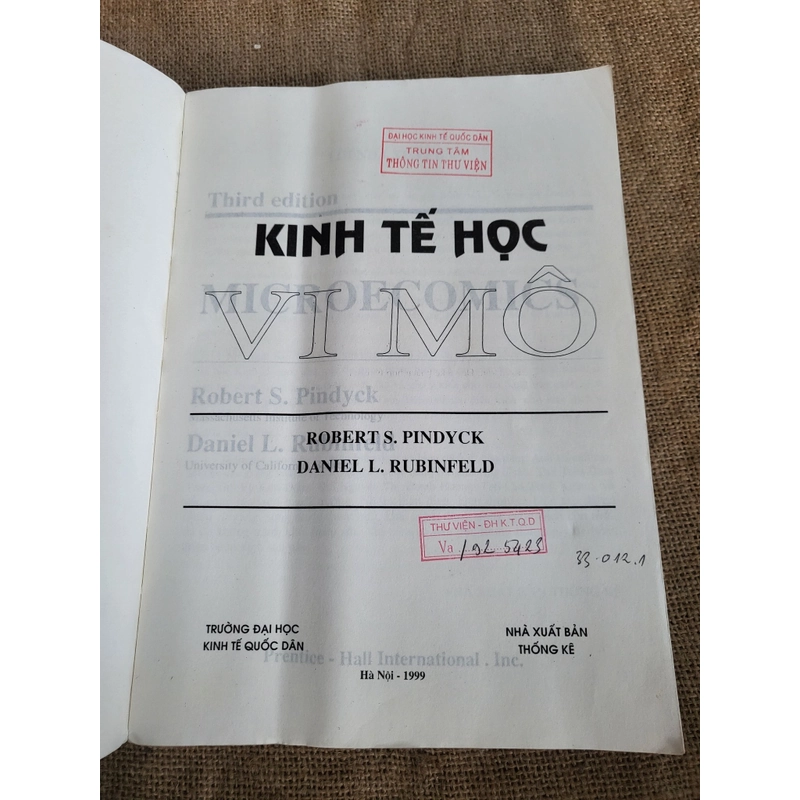 ĐẠI HỌC KINH TẾ QUỐC DÂN
TRUNG TÂM
THÔNG TIN THƯ VIỆN
Third edition
KINH TẾ HỌC
MICROECOMICS
VI MÔ
Robert S. Pindyck
Massachusetts Institute of Technology
ROBERT S. PINDYCK
Daniel L. Rubinfeld
University of California
DANIEL L. RUBINFELD
THƯ VIỆN - ĐH K.T.Q.D
Va /92 5423
33.012.1
TRƯỜNG ĐẠI HỌC
KINH TẾ QUỐC DÂN
NHÀ XUẤT BẢN
THỐNG KÊ
Prentice - Hall International . Inc.
Hà Nội - 1999